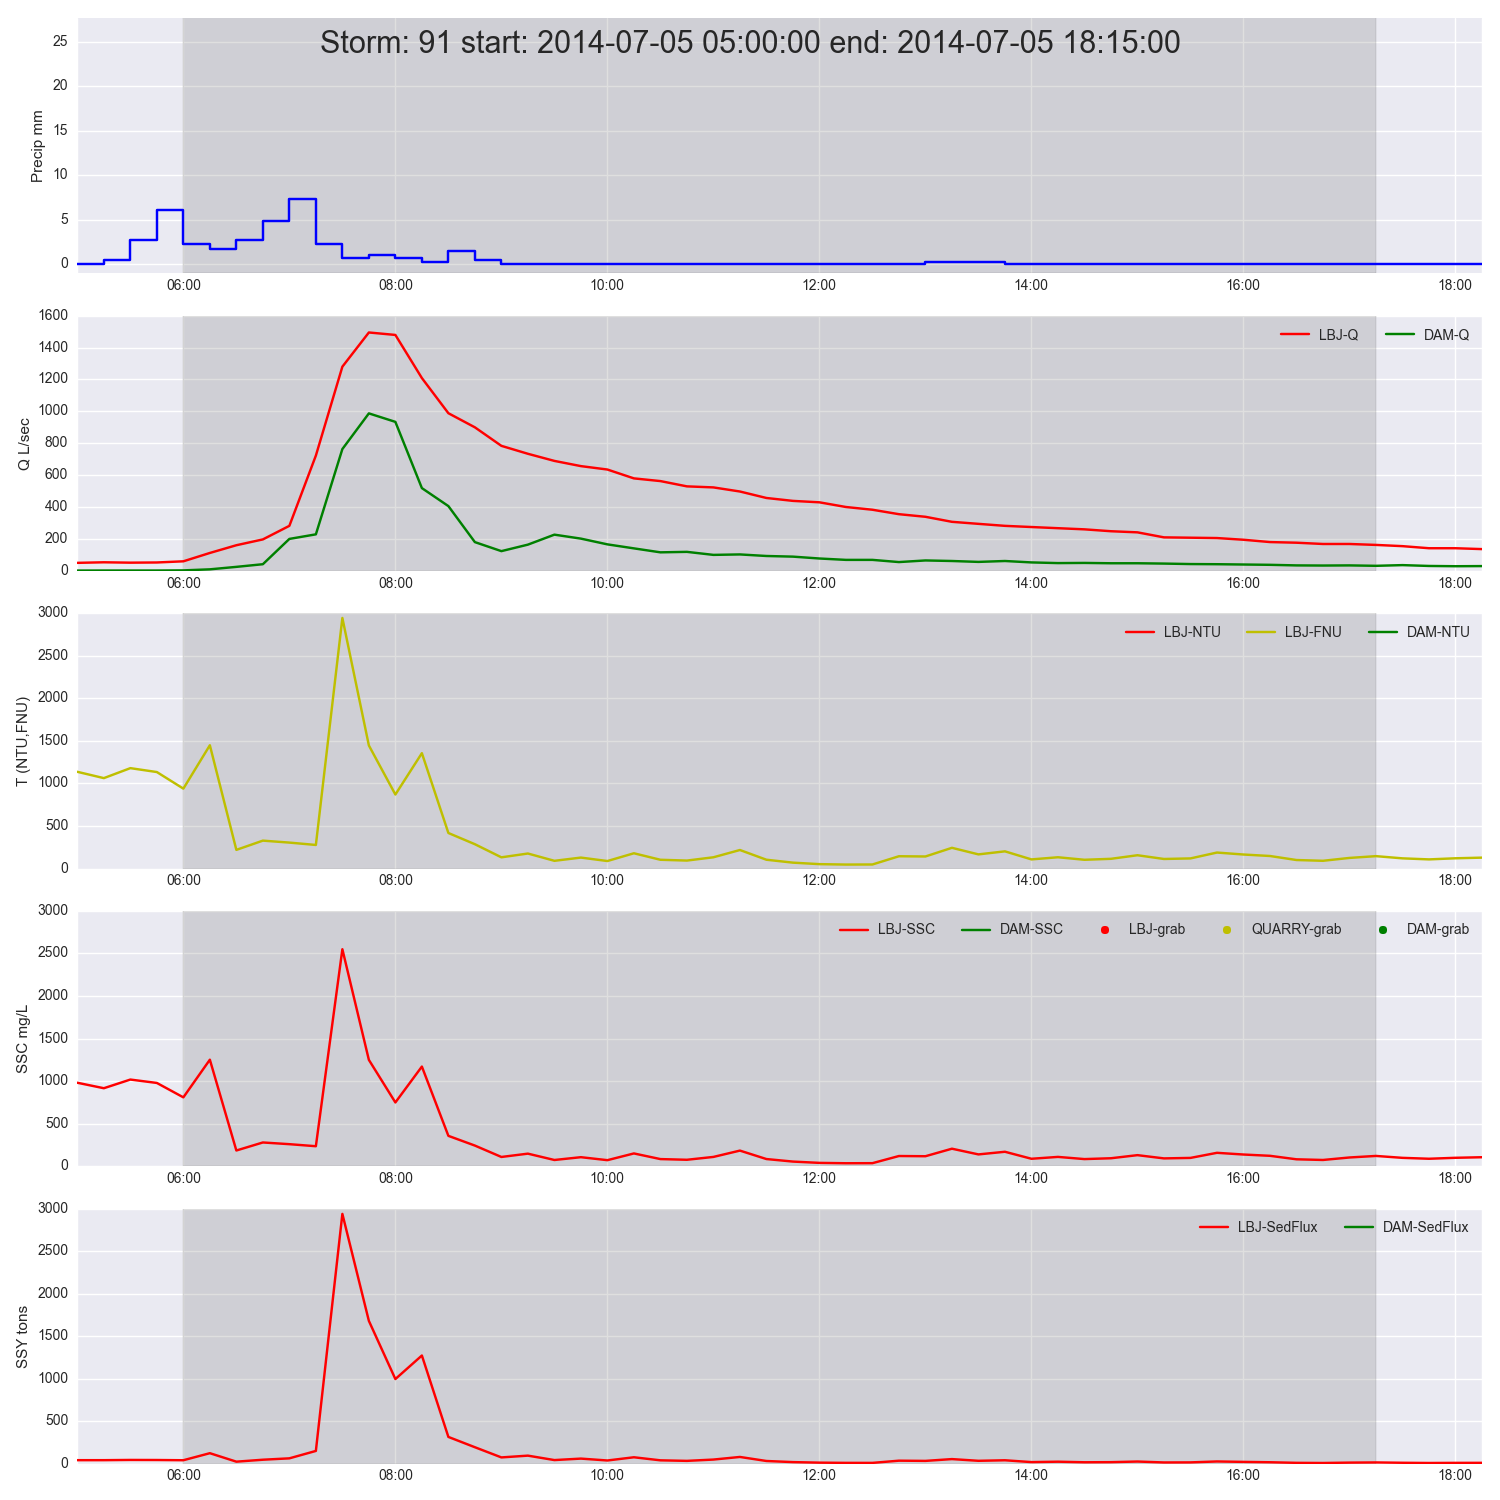 Storm: 91 start: 2014-07-05 05:00:00 end: 2014-07-05 18:15:00
Precip mm
25
20
15
10
5
0
06:00 08:00 10:00 12:00 14:00 16:00 18:00
Q L/sec
1600
1400
1200
1000
800
600
400
200
0
LBJ-Q DAM-Q
06:00 08:00 10:00 12:00 14:00 16:00 18:00
T (NTU,FNU)
3000
2500
2000
1500
1000
500
0
LBJ-NTU LBJ-FNU DAM-NTU
06:00 08:00 10:00 12:00 14:00 16:00 18:00
SSC mg/L
3000
2500
2000
1500
1000
500
0
LBJ-SSC DAM-SSC LBJ-grab QUARRY-grab DAM-grab
06:00 08:00 10:00 12:00 14:00 16:00 18:00
SSY tons
3000
2500
2000
1500
1000
500
0
LBJ-SedFlux DAM-SedFlux
06:00 08:00 10:00 12:00 14:00 16:00 18:00